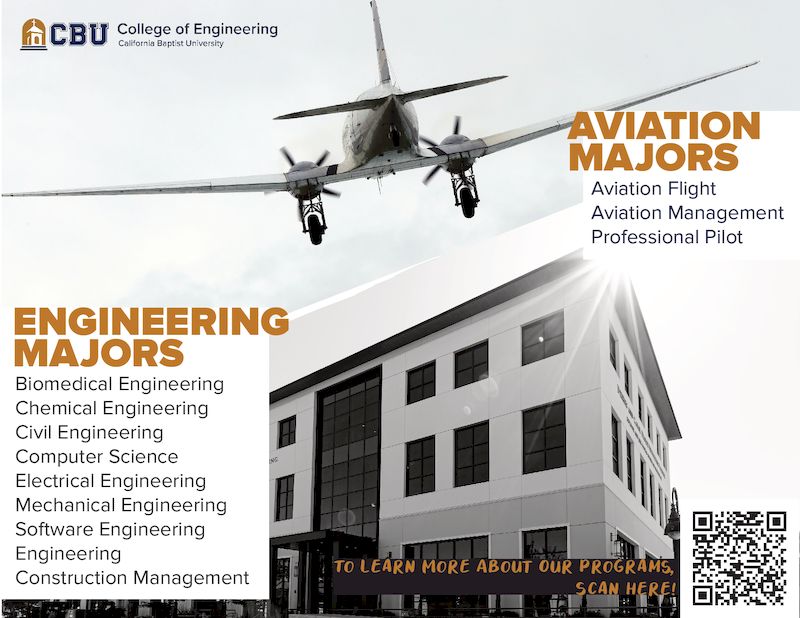 CBU College of Engineering
California Baptist University
AVIATION
MAJORS
Aviation Flight
Aviation Management
Professional Pilot
ENGINEERING
MAJORS
Biomedical Engineering
Chemical Engineering
Civil Engineering
Computer Science
Electrical Engineering
Mechanical Engineering
Software Engineering
Engineering
Construction Management
TO LEARN MORE ABOUT OUR PROGRAMS,
SCAN HERE!